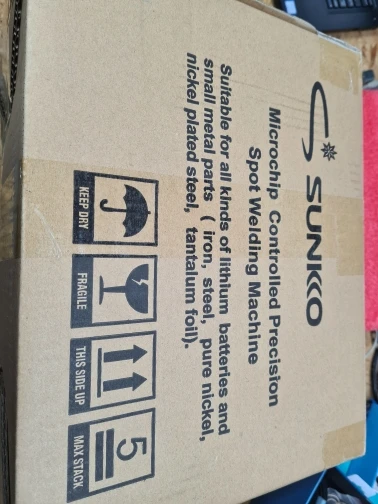 SUNKKO
Microchip Controlled Precision
Spot Welding Machine
Suitable for all kinds of lithium batteries and
small metal parts ( iron, steel, pure nickel,
nickel plated steel, tantalum foil).
KEEP DRY
FRAGILE
THIS SIDE UP
5
MAX STACK